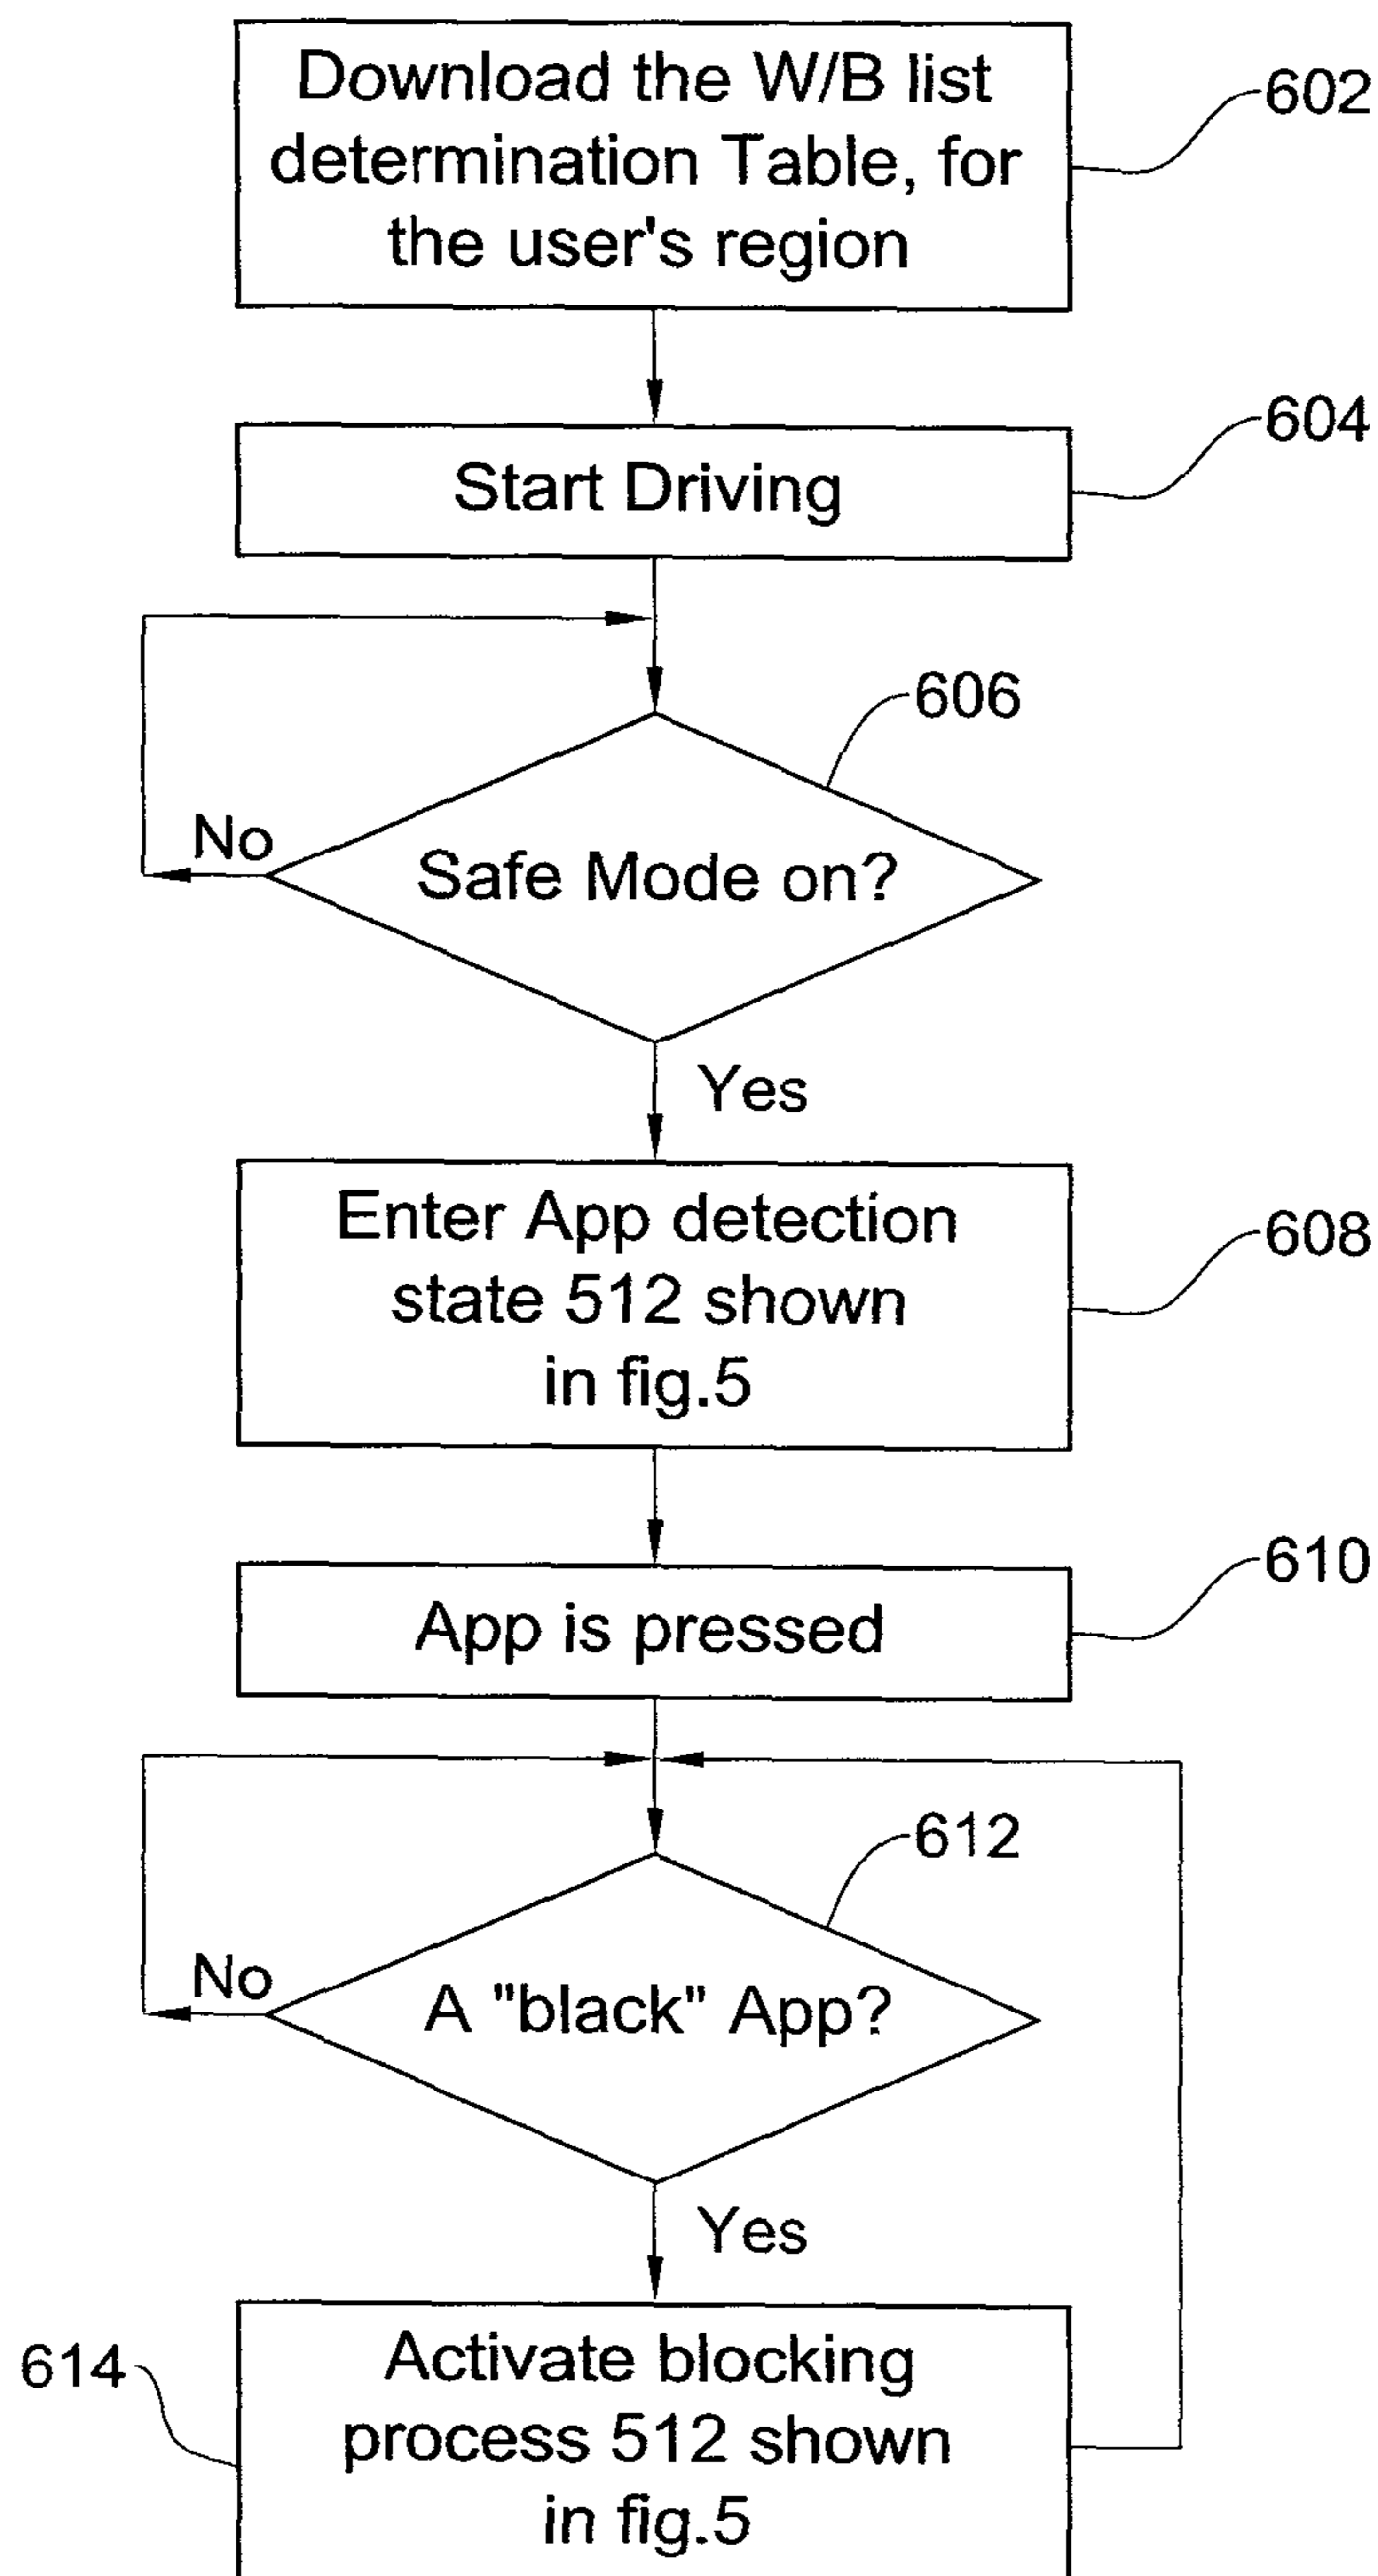 Download the W/B list
determination Table, for
the user's region
602
Start Driving
604
606
Safe Mode on?
No
Yes
Enter App detection
state 512 shown
in fig.5
608
App is pressed
610
612
A "black" App?
No
Yes
Activate blocking
process 512 shown
in fig.5
614